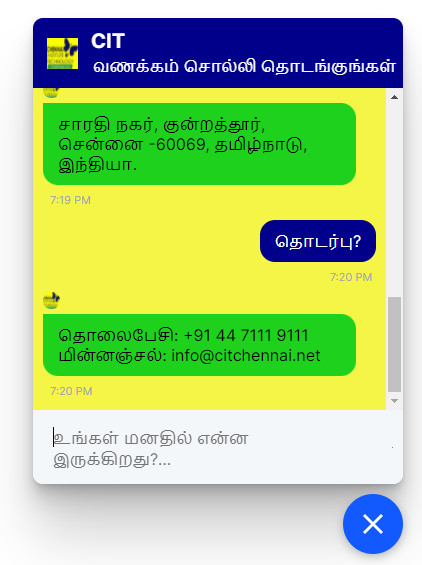 CIT
வணக்கம் சொல்லி தொடங்குங்கள்
சாரதி நகர், குன்றத்தூர்,
சென்னை -60069, தமிழ்நாடு,
இந்தியா.
7:19 PM
தொடர்பு?
7:20 PM
தொலைபேசி: +91 44 7111 9111
மின்னஞ்சல்: info@citchennai.net
7:20 PM
உங்கள் மனதில் என்ன
இருக்கிறது?...